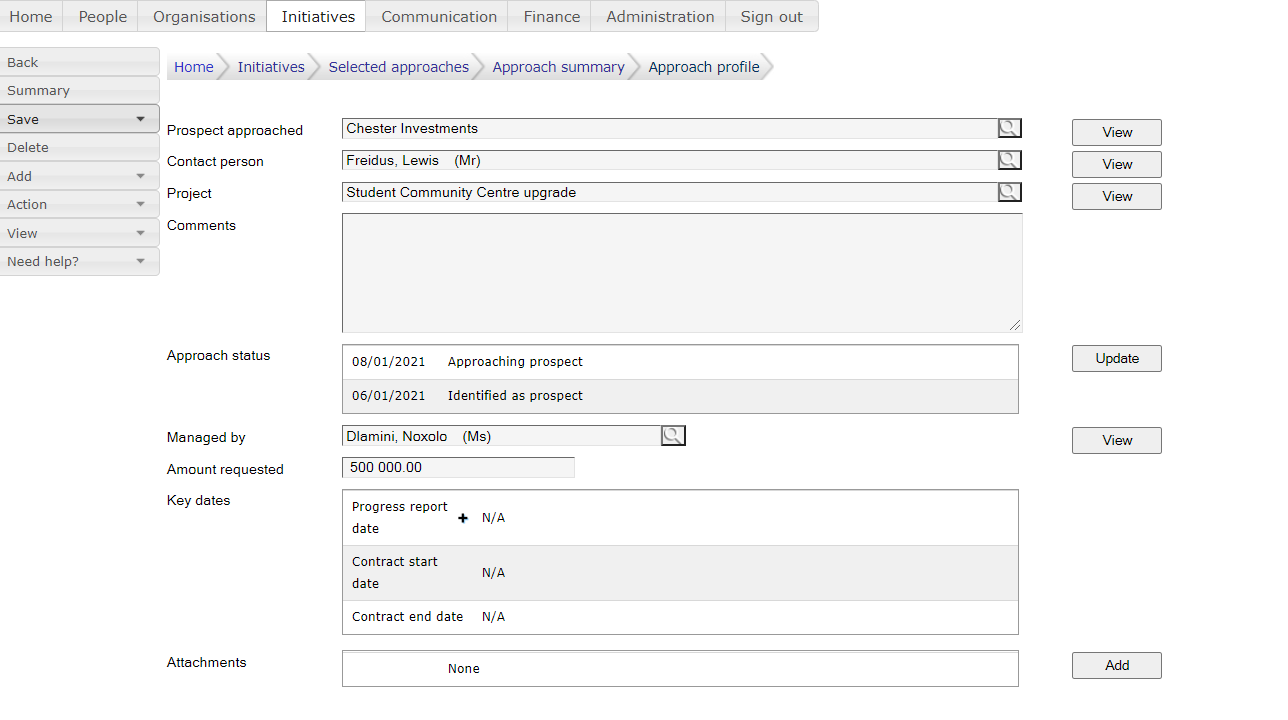 Home People Organisations Initiatives Communication Finance Administration Sign out
Back
Summary
Save
Delete
Add
Action
View
Need help?
Home Initiatives Selected approaches Approach summary Approach profile
Prospect approached Chester Investments View
Contact person Freidus, Lewis (Mr) View
Project Student Community Centre upgrade View
Comments
Approach status 08/01/2021 Approaching prospect Update
06/01/2021 Identified as prospect
Managed by Dlamini, Noxolo (Ms) View
Amount requested 500 000.00
Key dates
Progress report
date + N/A
Contract start
date N/A
Contract end date N/A
Attachments None Add